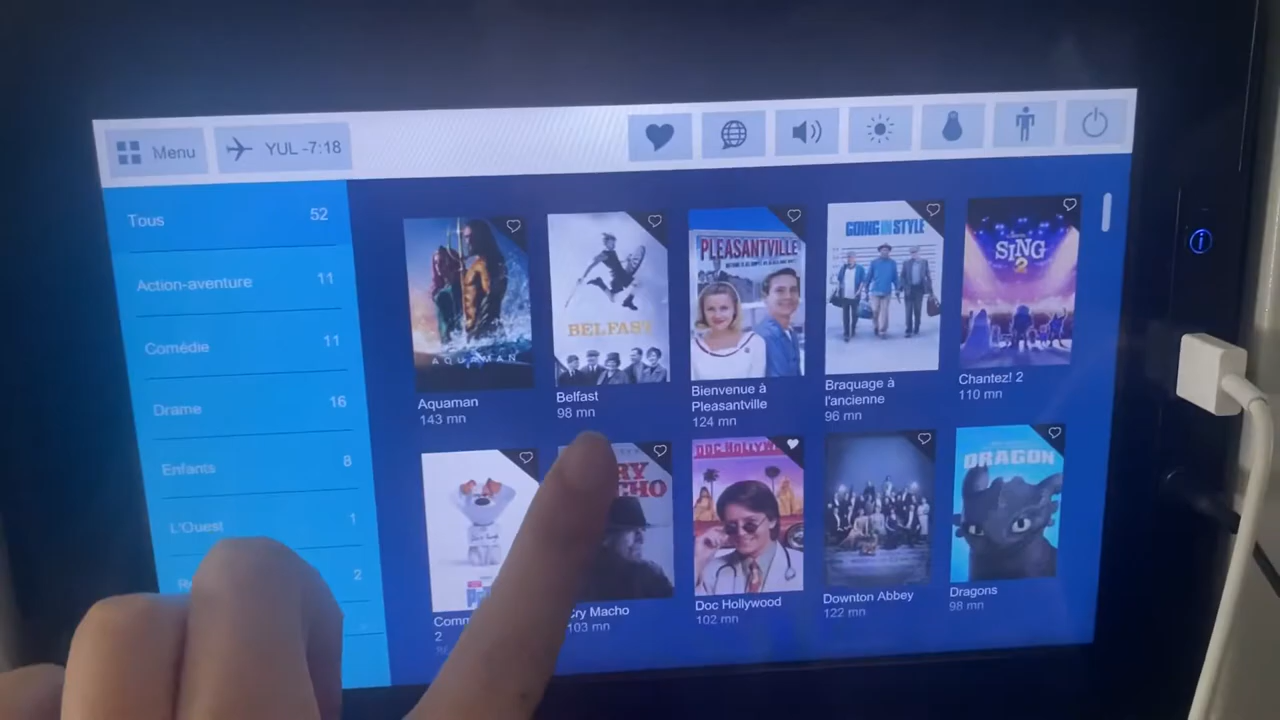 Menu
YUL -7:18
Tous 52
Action-aventure 11
Comédie 11
Drame 16
Enfants 8
L'Ouest 1
2
AQUAMAN
BELFAST
PLEASANTVILLE
GOING IN STYLE
SING
2
Aquaman
143 mn
Belfast
98 mn
Bienvenue à
Pleasantville
124 mn
Braquage à
l'ancienne
96 mn
Chantez! 2
110 mn
DOC HOLLYW
DRAGON
2
Cry Macho
103 mn
Doc Hollywood
102 mn
Downton Abbey
122 mn
Dragons
98 mn